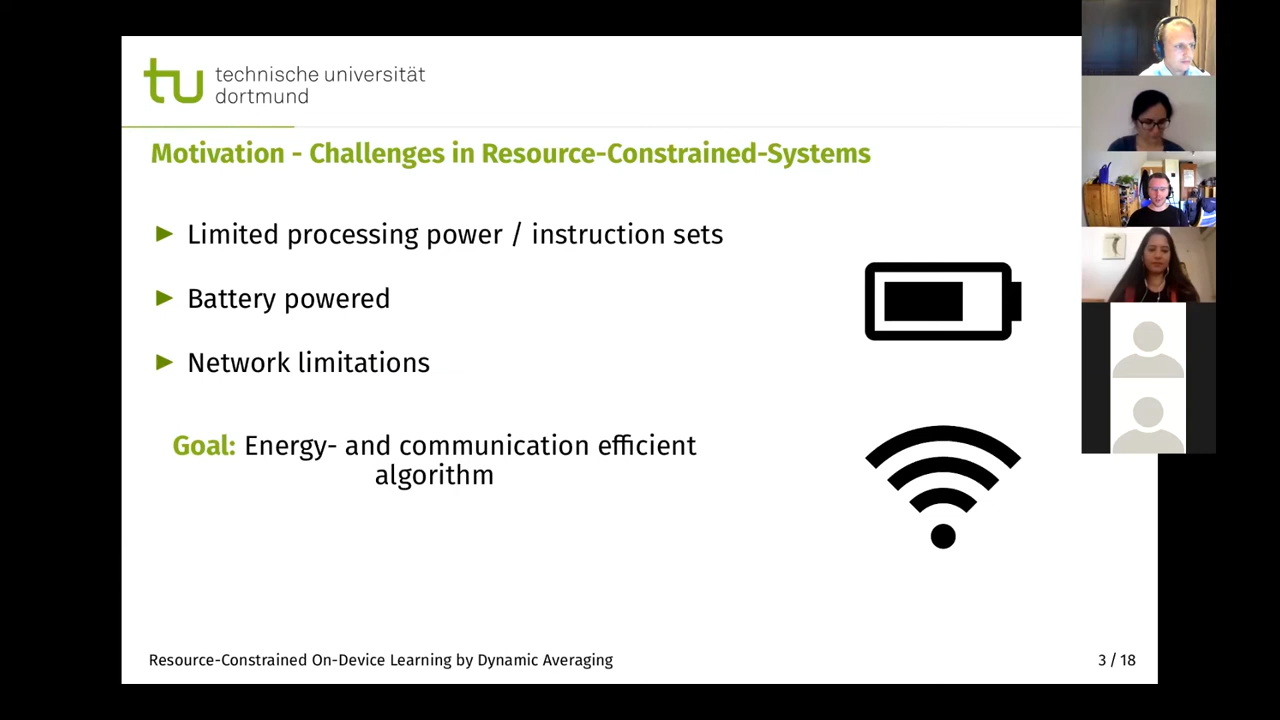 technische universität
dortmund
Motivation - Challenges in Resource-Constrained-Systems
► Limited processing power / instruction sets
► Battery powered
► Network limitations
Goal: Energy- and communication efficient
algorithm
Resource-Constrained On-Device Learning by Dynamic Averaging
3 / 18